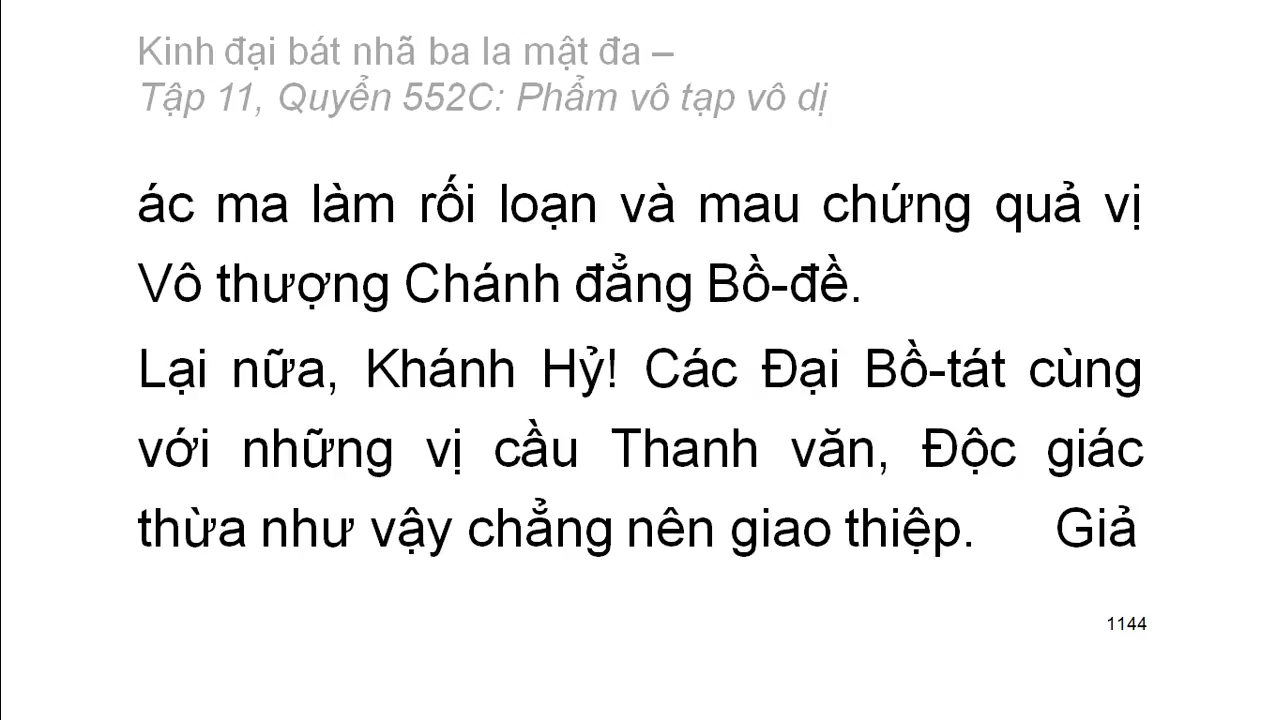 Kinh đại bát nhã ba la mật đa –
Tập 11, Quyển 552C: Phẩm vô tạp vô dị
ác ma làm rối loạn và mau chứng quả vị
Vô thượng Chánh đẳng Bồ-đề.
Lại nữa, Khánh Hỷ! Các Đại Bồ-tát cùng
với những vị cầu Thanh văn, Độc giác
thừa như vậy chẳng nên giao thiệp. Giả
1144